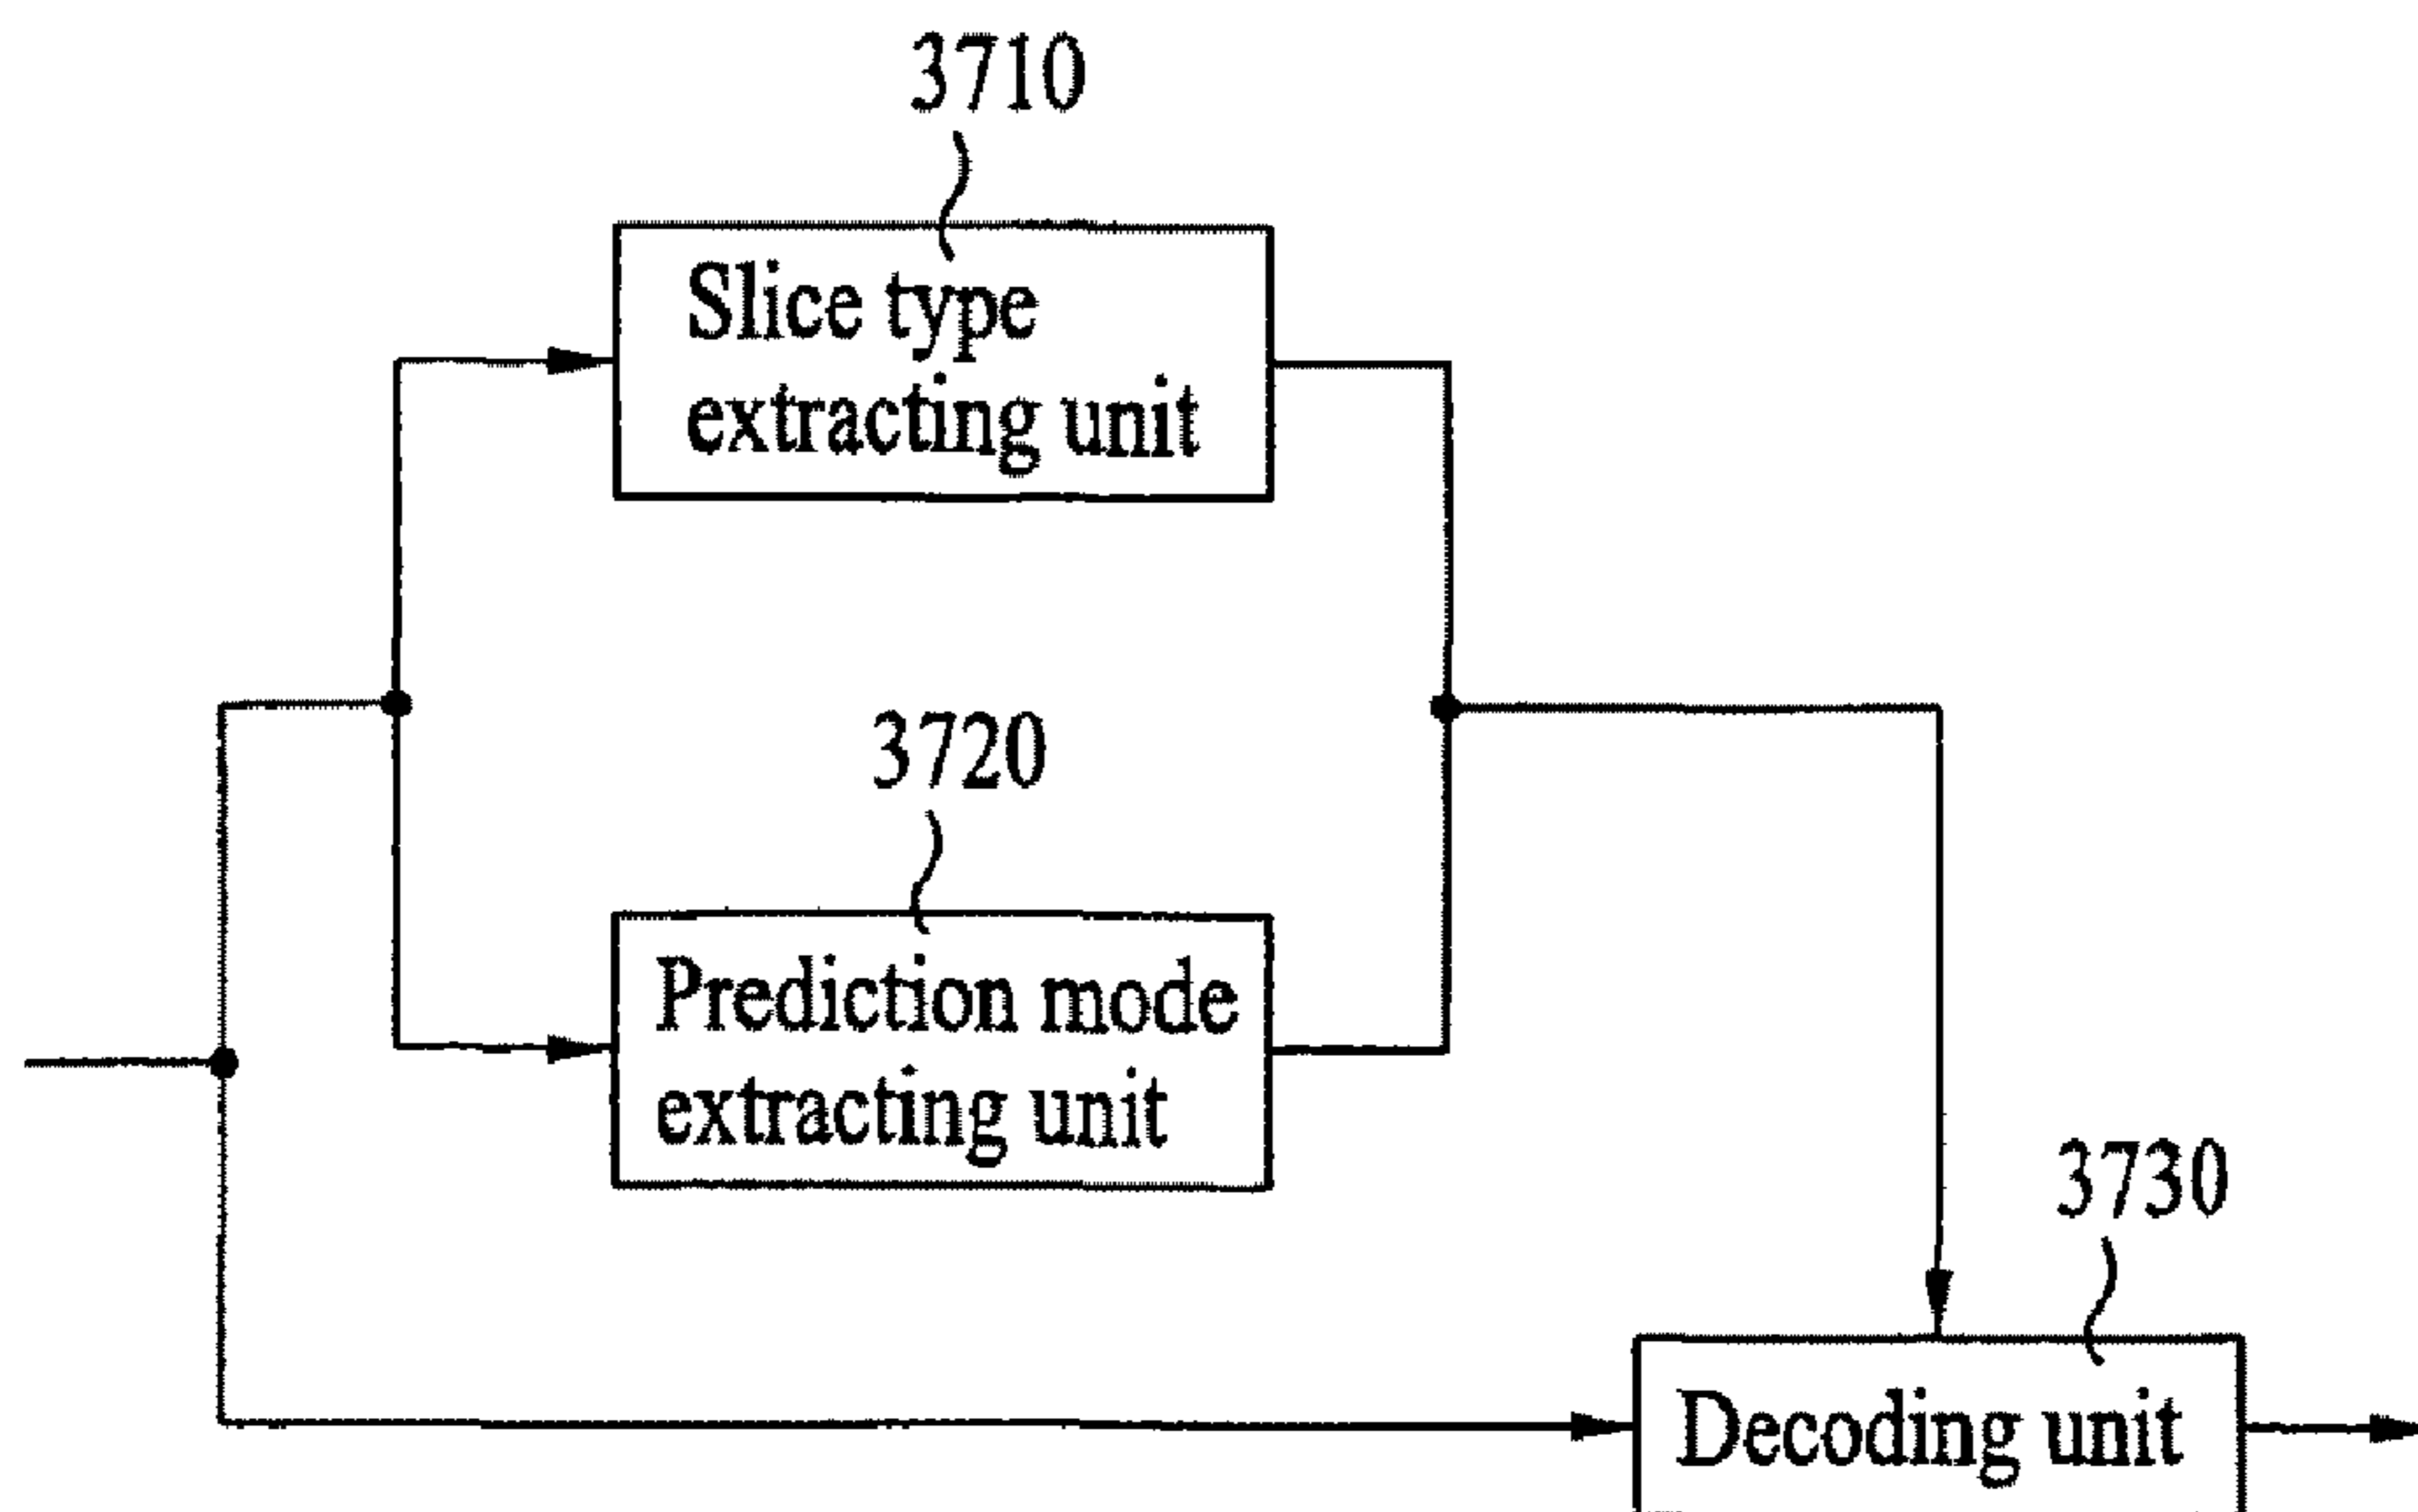 3710
Slice type
extracting unit
3720
Prediction mode
extracting unit
3730
Decoding unit